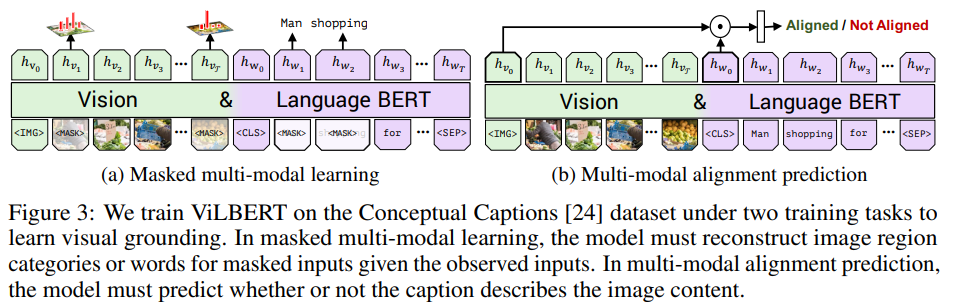 Man shopping
Aligned / Not Aligned
h_{v_0} h_{v_1} h_{v_2} h_{v_3} ••• h_{v_𝒯} h_{w_0} h_{w_1} h_{w_2} h_{w_3} ••• h_{w_T}
h_{v_0} h_{v_1} h_{v_2} h_{v_3} ••• h_{v_𝒯} h_{w_0} h_{w_1} h_{w_2} h_{w_3} ••• h_{w_T}
Vision & Language BERT
Vision & Language BERT
<IMG> <MASK> ••• <MASK> <CLS> <MASK> <MASK> for ••• <SEP>
<IMG> ••• <CLS> Man shopping for ••• <SEP>
(a) Masked multi-modal learning
(b) Multi-modal alignment prediction
Figure 3: We train ViLBERT on the Conceptual Captions [24] dataset under two training tasks to
learn visual grounding. In masked multi-modal learning, the model must reconstruct image region
categories or words for masked inputs given the observed inputs. In multi-modal alignment prediction,
the model must predict whether or not the caption describes the image content.